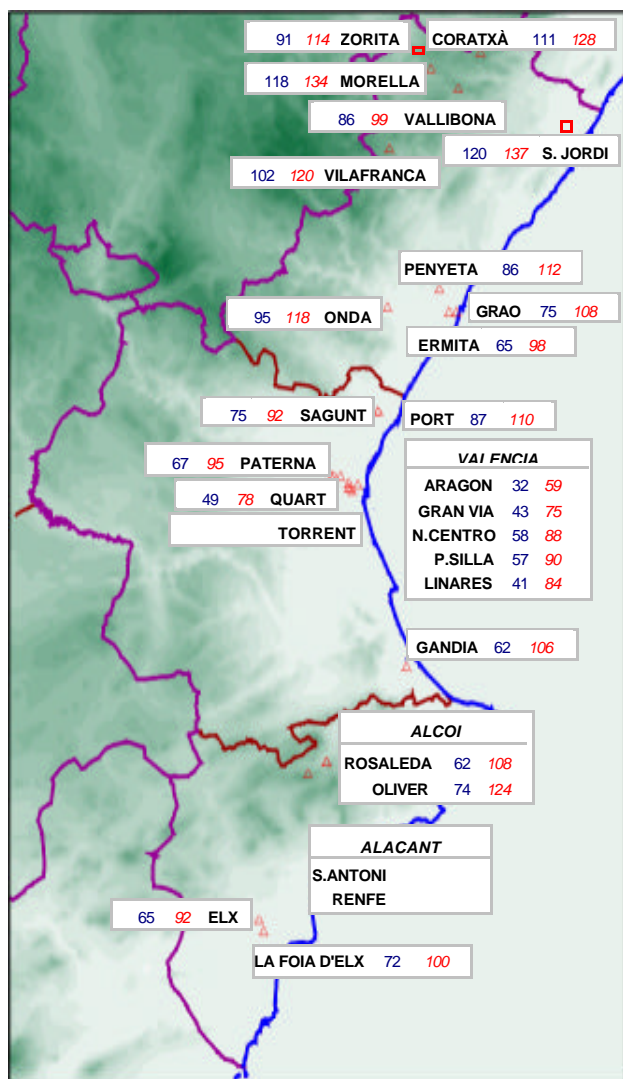 91 114 ZORITA
CORATXÀ 111 128
118 134 MORELLA
86 99 VALLIBONA
120 137 S. JORDI
102 120 VILAFRANCA
PENYETA 86 112
95 118 ONDA
GRAO 75 108
ERMITA 65 98
75 92 SAGUNT
PORT 87 110
67 95 PATERNA
49 78 QUART
TORRENT
VALENCIA
ARAGON 32 59
GRAN VIA 43 75
N.CENTRO 58 88
P.SILLA 57 90
LINARES 41 84
GANDIA 62 106
ALCOI
ROSALEDA 62 108
OLIVER 74 124
ALACANT
S.ANTONI
RENFE
65 92 ELX
LA FOIA D'ELX 72 100